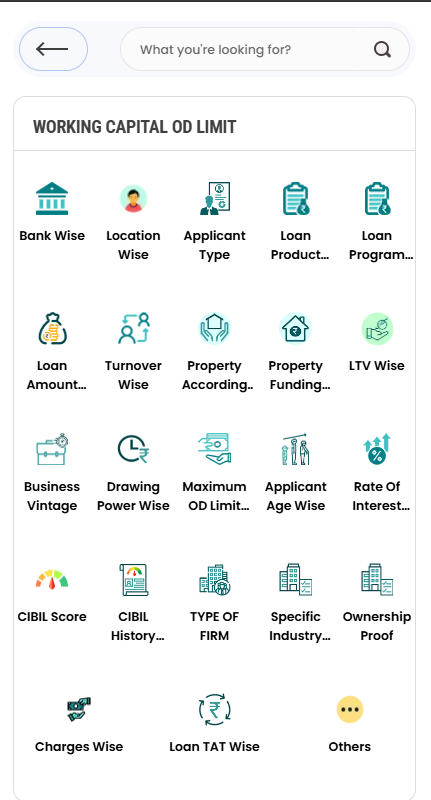 What you're looking for?
WORKING CAPITAL OD LIMIT
Bank Wise
Location
Wise
Applicant
Type
Loan
Product...
Loan
Program...
Loan
Amount...
Turnover
Wise
Property
According..
Property
Funding...
LTV Wise
Business
Vintage
Drawing
Power Wise
Maximum
OD Limit...
Applicant
Age Wise
Rate Of
Interest...
CIBIL Score
CIBIL
History...
TYPE OF
FIRM
Specific
Industry...
Ownership
Proof
Charges Wise
Loan TAT Wise
Others